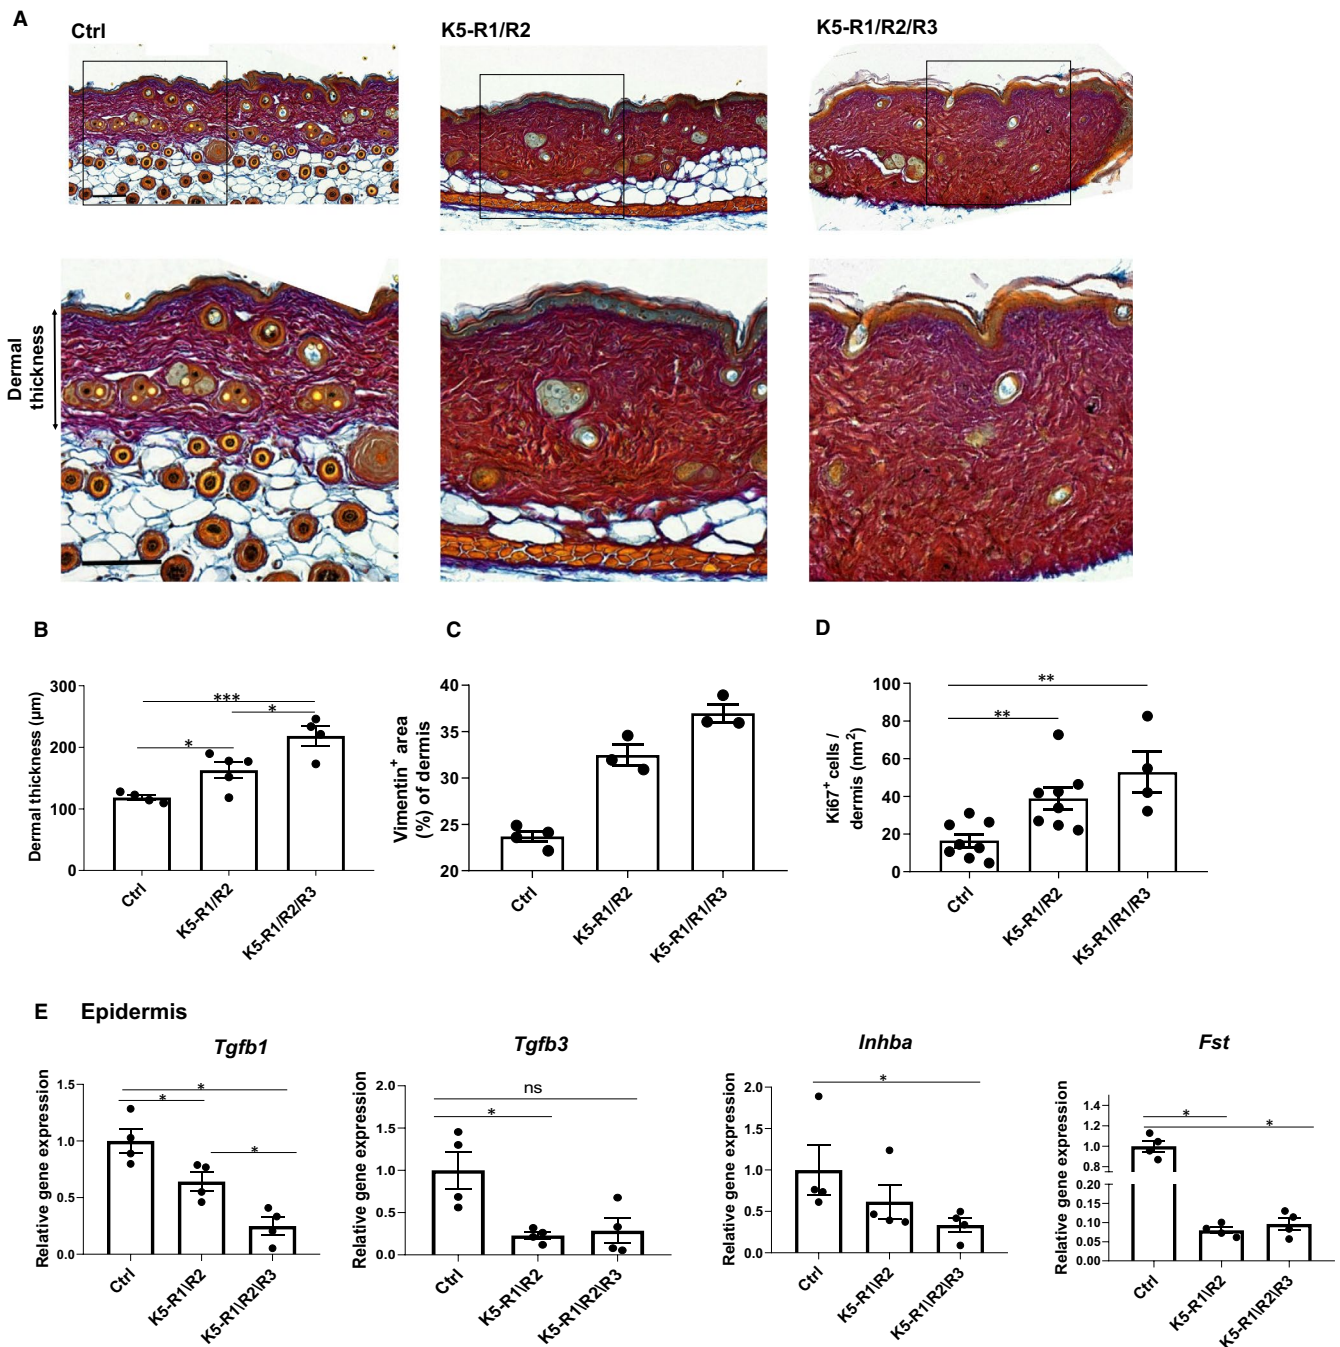 A
Ctrl
K5-R1/R2
K5-R1/R2/R3
Dermal
thickness
B
Dermal thickness (µm)
300
200
100
0
***
*
*
Ctrl
K5-R1/R2
K5-R1/R2/R3
C
Vimentin⁺ area
(%) of dermis
40
35
30
25
20
Ctrl
K5-R1/R2
K5-R1/R1/R3
D
Ki67⁺ cells /
dermis (nm²)
100
80
60
40
20
0
**
**
Ctrl
K5-R1/R2
K5-R1/R1/R3
E Epidermis
Tgfb1
Relative gene expression
1.5
1.0
0.5
0.0
*
*
*
Ctrl
K5-R1\R2
K5-R1\R2\R3
Tgfb3
Relative gene expression
2.0
1.5
1.0
0.5
0.0
ns
*
Ctrl
K5-R1\R2
K5-R1\R2\R3
Inhba
Relative gene expression
2.0
1.5
1.0
0.5
0.0
*
Ctrl
K5-R1\R2
K5-R1\R2\R3
Fst
Relative gene expression
1.4
1.2
1.0
0.8
0.20
0.15
0.10
0.05
0.00
*
*
Ctrl
K5-R1\R2
K5-R1\R2\R3